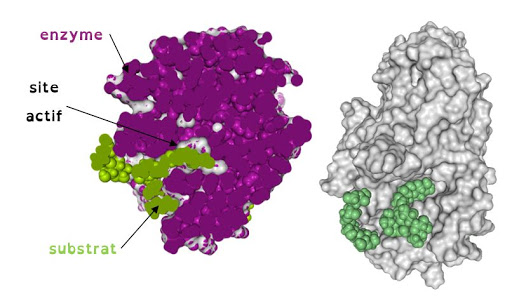 enzyme
site
actif
substrat